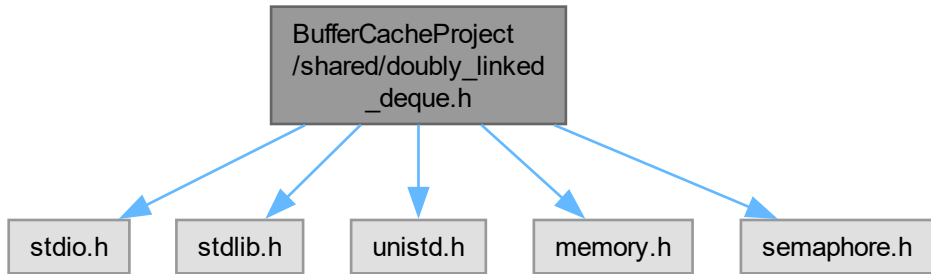 BufferCacheProject
/shared/doubly_linked
_deque.h
stdio.h
stdlib.h
unistd.h
memory.h
semaphore.h